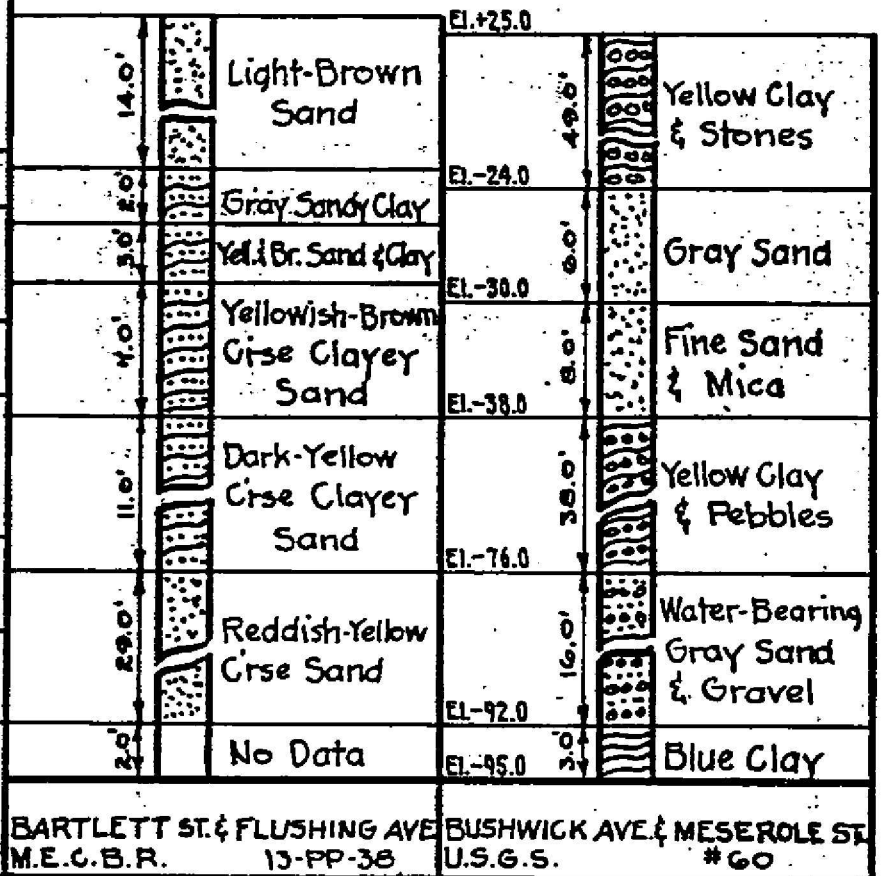 14.0'
Light-Brown
Sand
2.0'
Gray Sandy Clay
3.0'
Yel. & Br. Sand & Clay
4.0'
Yellowish-Brown
C'rse Clayey
Sand
11.0'
Dark-Yellow
C'rse Clayey
Sand
29.0'
Reddish-Yellow
C'rse Sand
2.0'
No Data
BARTLETT ST. & FLUSHING AVE
M.E.C.B.R. 13-PP-38
El.+25.0
49.0'
Yellow Clay
& Stones
El.-24.0
6.0'
Gray Sand
El.-30.0
8.0'
Fine Sand
& Mica
El.-38.0
38.0'
Yellow Clay
& Pebbles
El.-76.0
16.0'
Water-Bearing
Gray Sand
& Gravel
El.-92.0
3.0'
Blue Clay
El.-95.0
BUSHWICK AVE. & MESEROLE ST.
U.S.G.S. #60